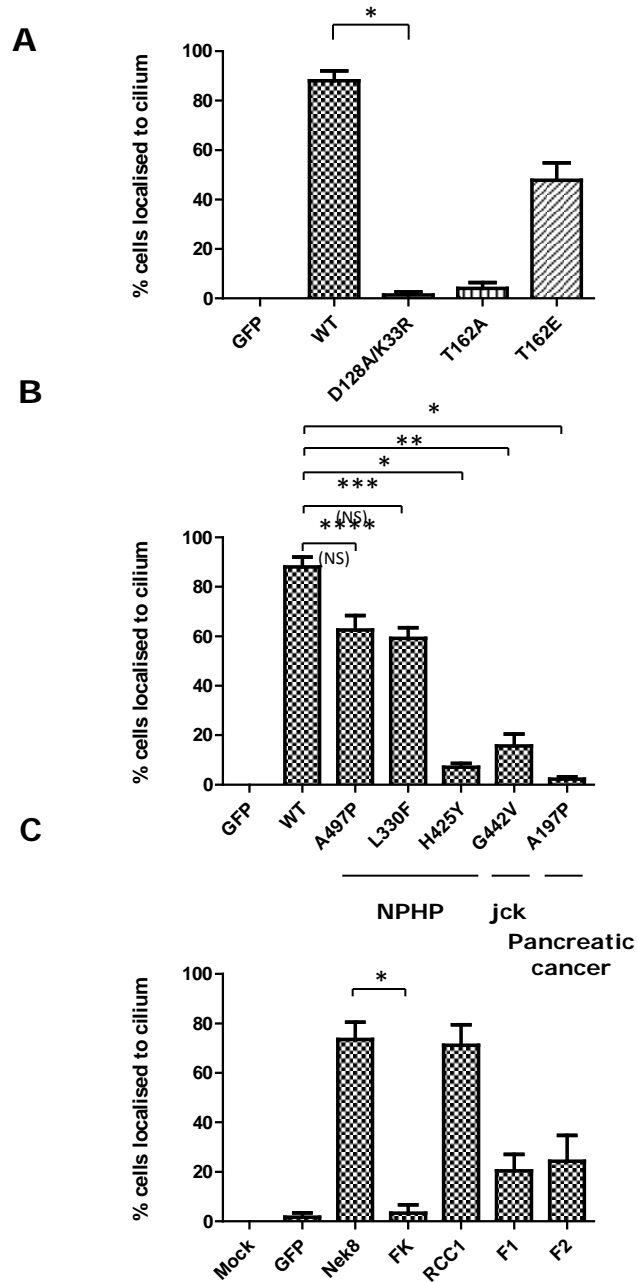 A
*
% cells localised to cilium
100
80
60
40
20
0
GFP
WT
D128A/K33R
T162A
T162E
B
*
**
*
***
(NS)
****
(NS)
% cells localised to cilium
100
80
60
40
20
0
GFP
WT
A497P
L330F
H425Y
G442V
A197P
NPHP
jck
Pancreatic
cancer
C
*
% cells localised to cilium
100
80
60
40
20
0
Mock
GFP
Nek8
FK
RCC1
F1
F2